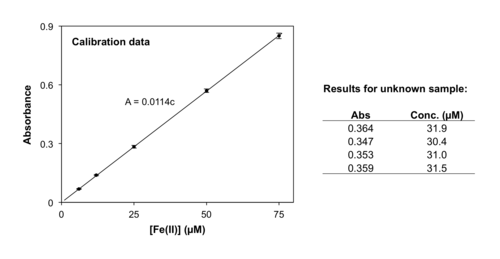 Calibration data
A = 0.0114c
0.9
0.6
0.3
0
0 25 50 75
Absorbance
[Fe(II)] (µM)
Results for unknown sample:
Abs Conc. (µM)
0.364 31.9
0.347 30.4
0.353 31.0
0.359 31.5